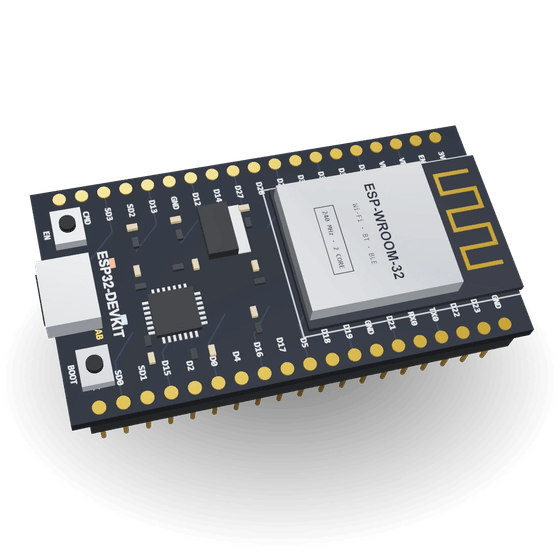 EN
CMD
SD3
SD2
D13
GND
D12
D14
D27
ESP-WROOM-32
Wi-Fi · BT · BLE
240 MHz · 2 CORE
ESP32-DEVKIT
BOOT
SD0
SD1
D15
D2
D0
D4
D16
D17
D5
D18
D19
GND
D21
RX0
TX0
D22
D23
GND